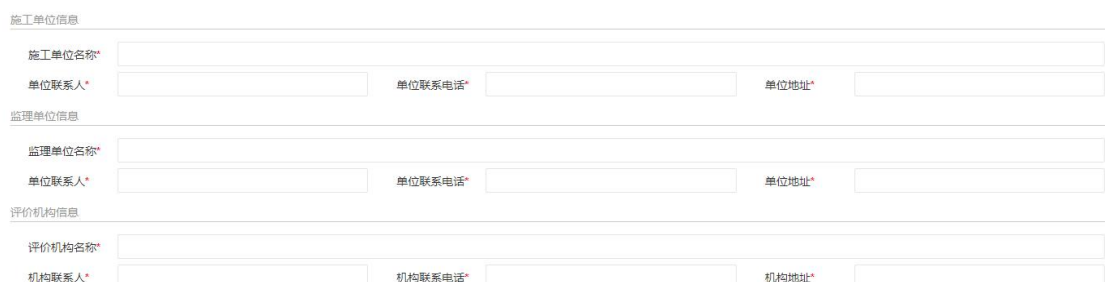 施工单位信息
施工单位名称*
单位联系人* 单位联系电话* 单位地址*
监理单位信息
监理单位名称*
单位联系人* 单位联系电话* 单位地址*
评价机构信息
评价机构名称*
机构联系人* 机构联系电话* 机构地址*